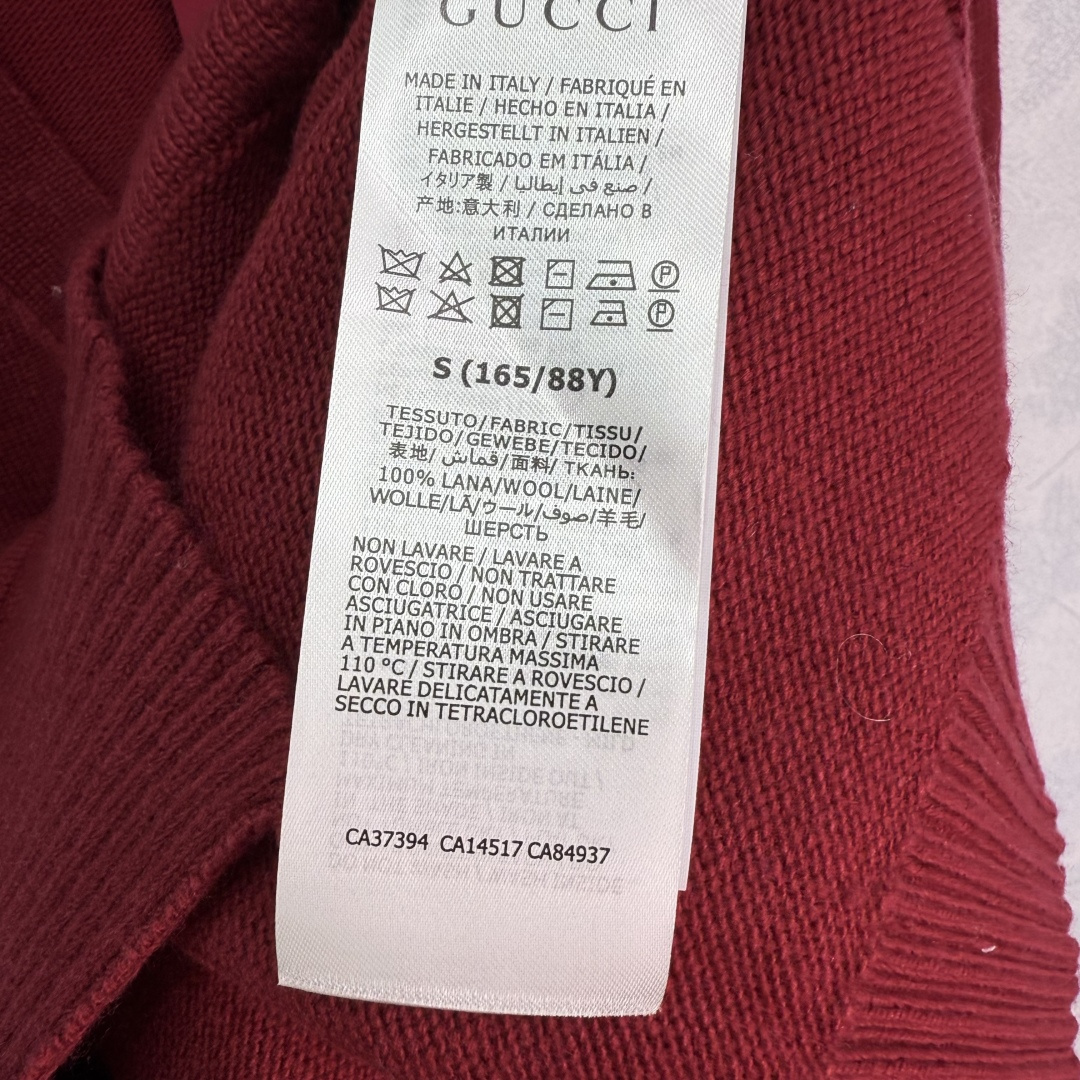 GUCCI
MADE IN ITALY / FABRIQUÉ EN
ITALIE / HECHO EN ITALIA /
HERGESTELLT IN ITALIEN /
FABRICADO EM ITÁLIA /
イタリア製 / صنع في إيطاليا /
产地:意大利 / СДЕЛАНО В
ИТАЛИИ
S (165/88Y)
TESSUTO/FABRIC/TISSU/
TEJIDO/GEWEBE/TECIDO/
表地/قماش/面料/ ТКАНЬ:
100% LANA/WOOL/LAINE/
WOLLE/LÃ/ウール/صوف/羊毛/
ШЕРСТЬ
NON LAVARE / LAVARE A
ROVESCIO / NON TRATTARE
CON CLORO / NON USARE
ASCIUGATRICE / ASCIUGARE
IN PIANO IN OMBRA / STIRARE
A TEMPERATURA MASSIMA
110 °C / STIRARE A ROVESCIO /
LAVARE DELICATAMENTE A
SECCO IN TETRACLOROETILENE
CA37394 CA14517 CA84937